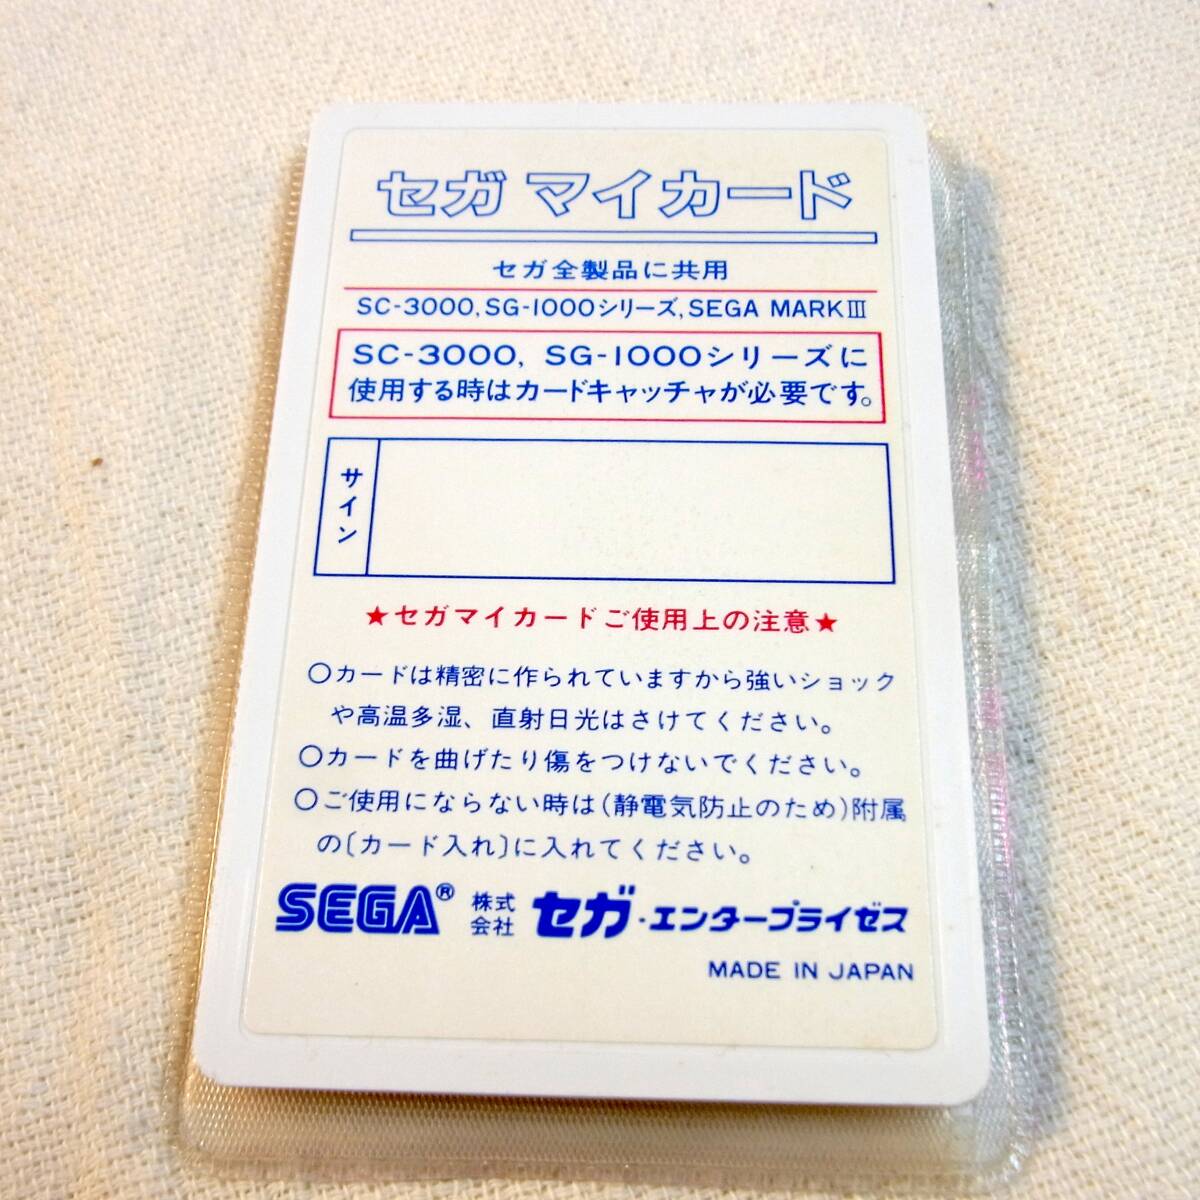 セガ マイカード
セガ全製品に共用
SC-3000, SG-1000シリーズ, SEGA MARKⅢ
SC-3000, SG-1000シリーズに
使用する時はカードキャッチャが必要です。
サイン
★セガマイカードご使用上の注意★
○カードは精密に作られていますから強いショック
や高温多湿、直射日光はさけてください。
○カードを曲げたり傷をつけないでください。
○ご使用にならない時は(静電気防止のため)附属
の〔カード入れ〕に入れてください。
SEGA® 株式会社 セガ・エンタープライゼス
MADE IN JAPAN